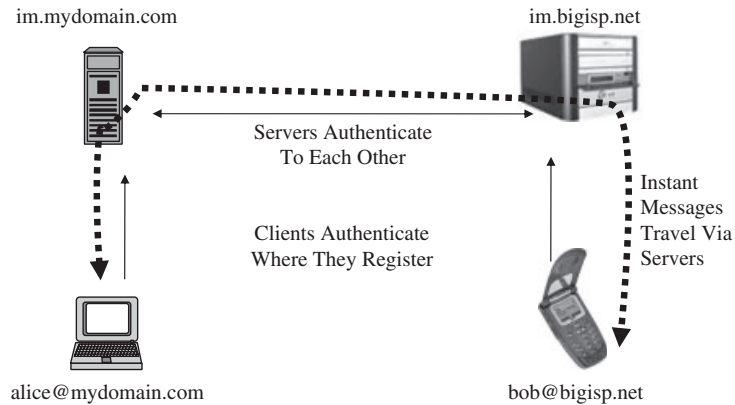 im.mydomain.com
im.bigisp.net
Servers Authenticate
To Each Other
Instant
Messages
Travel Via
Servers
Clients Authenticate
Where They Register
alice@mydomain.com
bob@bigisp.net